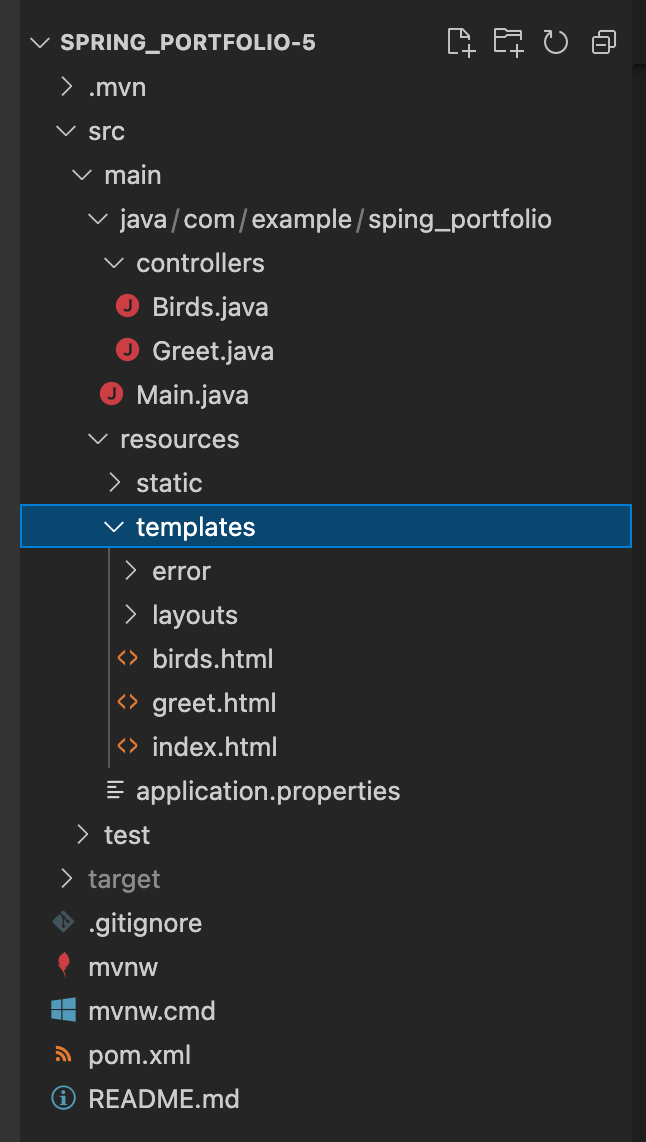 SPRING_PORTFOLIO-5
.mvn
src
main
java/com/example/sping_portfolio
controllers
J Birds.java
J Greet.java
J Main.java
resources
static
templates
error
layouts
birds.html
greet.html
index.html
application.properties
test
target
.gitignore
mvnw
mvnw.cmd
pom.xml
README.md